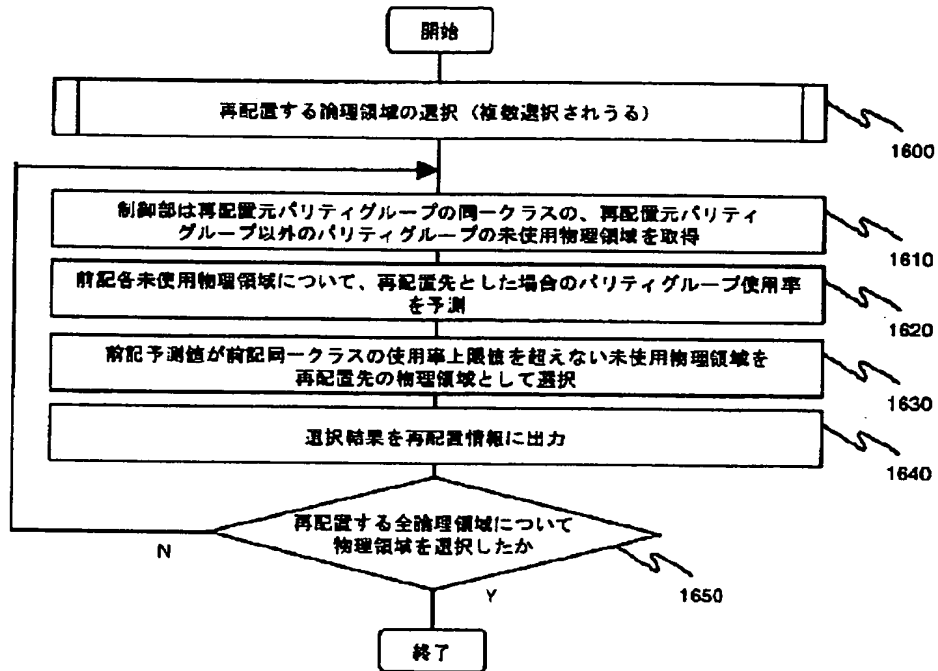 開始
再配置する論理領域の選択（複数選択されうる）
1600
制御部は再配置元パリティグループの同一クラスの、再配置元パリティ
グループ以外のパリティグループの未使用物理領域を取得
1610
前記各未使用物理領域について、再配置先とした場合のパリティグループ使用率
を予測
1620
前記予測値が前記同一クラスの使用率上限値を超えない未使用物理領域を
再配置先の物理領域として選択
1630
選択結果を再配置情報に出力
1640
再配置する全論理領域について
物理領域を選択したか
N
Y
1650
終了